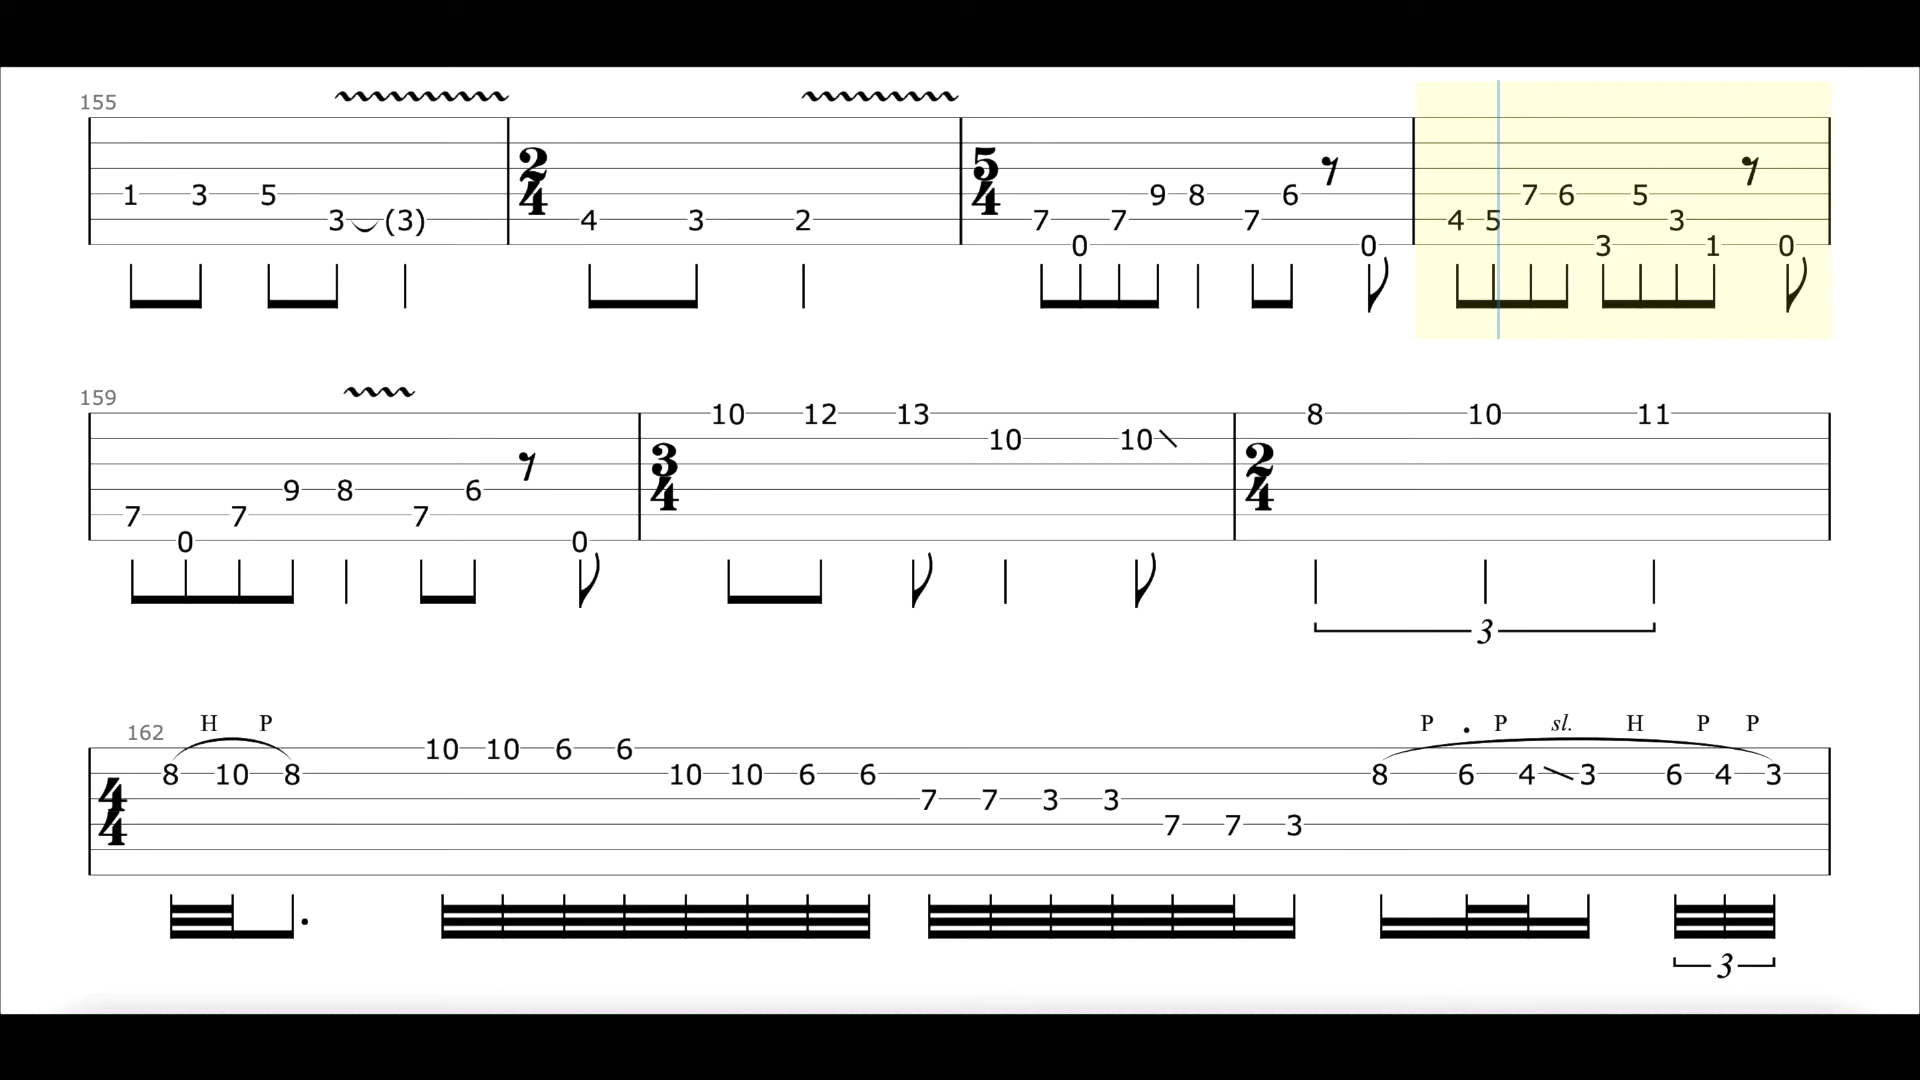 155
2 5
1 3 5 4 9 8 6 7 6 5
3 (3) 4 3 2 4 7 7 7 4 5 3
0 0 3 1 0
159
10 12 13 8 10 11
10 10
3 2
9 8 6 4 4
7 7 7
0 0
3
H P P . P sl. H P P
162
10 10 6 6
8 10 8 10 10 6 6 8 6 4 3 6 4 3
4 7 7 3 3
4 7 7 3
3